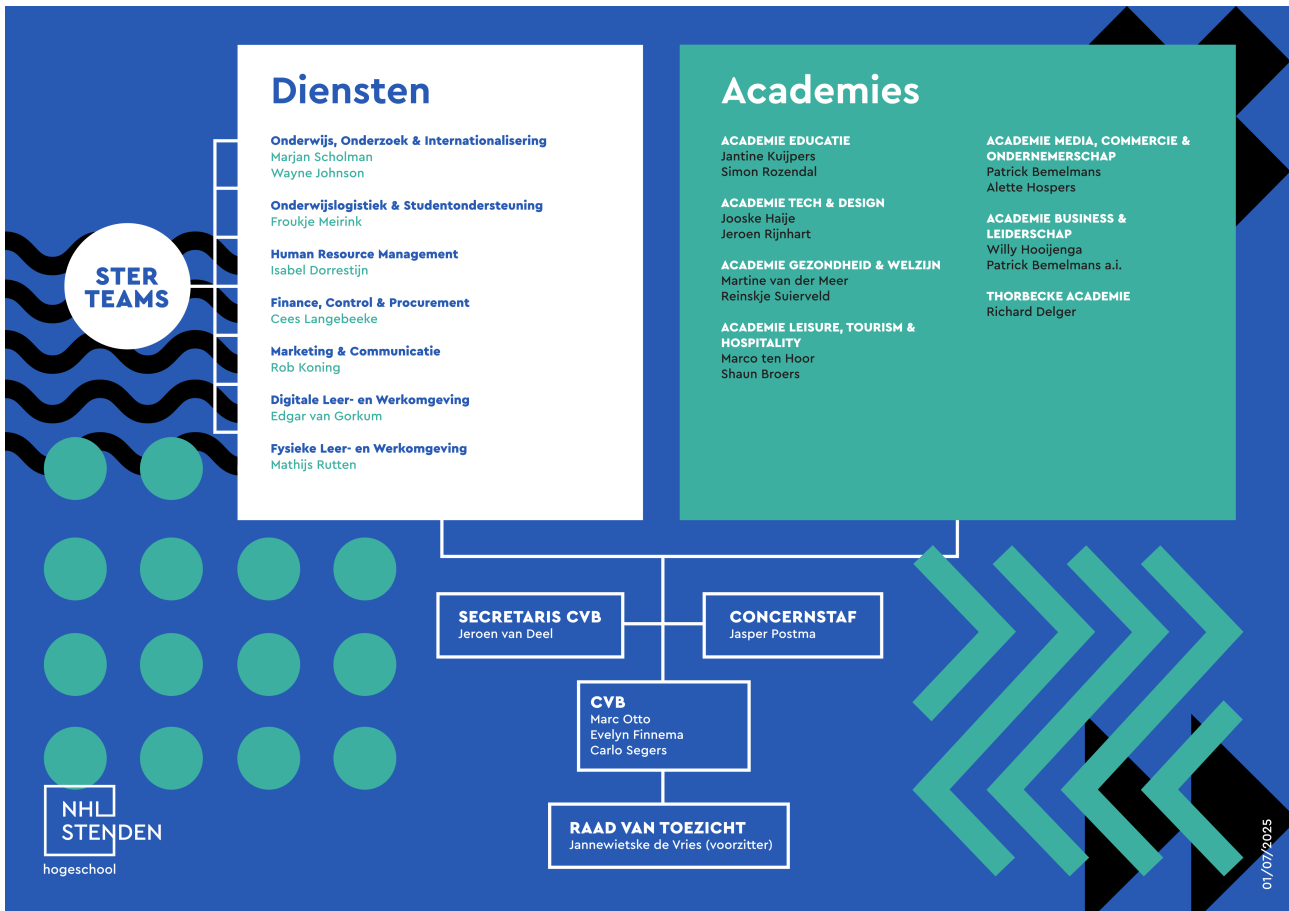 Diensten
Onderwijs, Onderzoek & Internationalisering
Marjan Scholman
Wayne Johnson
Onderwijslogistiek & Studentondersteuning
Froukje Meirink
Human Resource Management
Isabel Dorrestijn
Finance, Control & Procurement
Cees Langebeeke
Marketing & Communicatie
Rob Koning
Digitale Leer- en Werkomgeving
Edgar van Gorkum
Fysieke Leer- en Werkomgeving
Mathijs Rutten
STER
TEAMS
Academies
ACADEMIE EDUCATIE
Jantine Kuijpers
Simon Rozendal
ACADEMIE TECH & DESIGN
Jooske Haije
Jeroen Rijnhart
ACADEMIE GEZONDHEID & WELZIJN
Martine van der Meer
Reinskje Suierveld
ACADEMIE LEISURE, TOURISM &
HOSPITALITY
Marco ten Hoor
Shaun Broers
ACADEMIE MEDIA, COMMERCIE &
ONDERNEMERSCHAP
Patrick Bemelmans
Alette Hospers
ACADEMIE BUSINESS &
LEIDERSCHAP
Willy Hooijenga
Patrick Bemelmans a.i.
THORBECKE ACADEMIE
Richard Delger
SECRETARIS CVB
Jeroen van Deel
CONCERNSTAF
Jasper Postma
CVB
Marc Otto
Evelyn Finnema
Carlo Segers
RAAD VAN TOEZICHT
Jannewietske de Vries (voorzitter)
NHL
STENDEN
hogeschool
01/07/2025